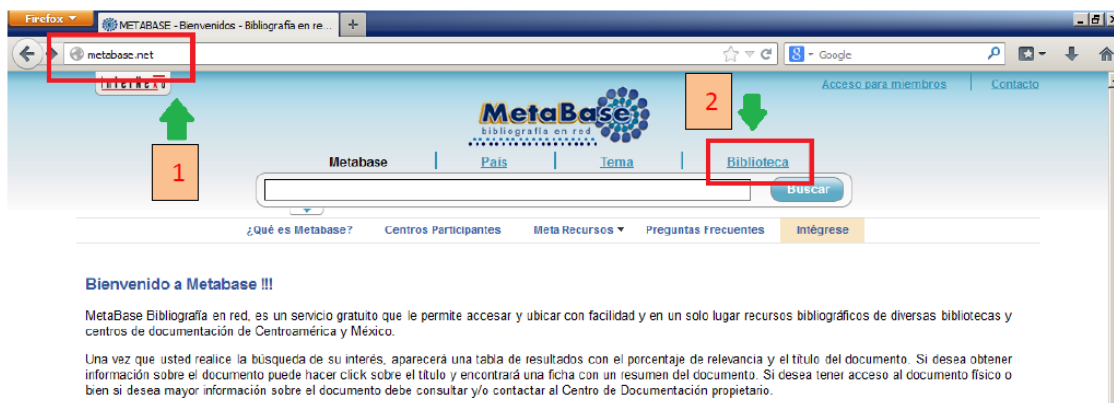 Firefox
METABASE - Bienvenidos - Bibliografía en re...
metabase.net
Google
Acceso para miembros
Contacto
MetaBase
bibliografía en red
1
2
Metabase
País
Tema
Biblioteca
Buscar
¿Qué es Metabase?
Centros Participantes
Meta Recursos
Preguntas Frecuentes
Intégrese
Bienvenido a Metabase !!!
MetaBase Bibliografía en red, es un servicio gratuito que le permite accesar y ubicar con facilidad y en un solo lugar recursos bibliográficos de diversas bibliotecas y
centros de documentación de Centroamérica y México.
Una vez que usted realice la búsqueda de su interés, aparecerá una tabla de resultados con el porcentaje de relevancia y el título del documento. Si desea obtener
información sobre el documento puede hacer click sobre el título y encontrará una ficha con un resumen del documento. Si desea tener acceso al documento físico o
bien si desea mayor información sobre el documento debe consultar y/o contactar al Centro de Documentación propietario.